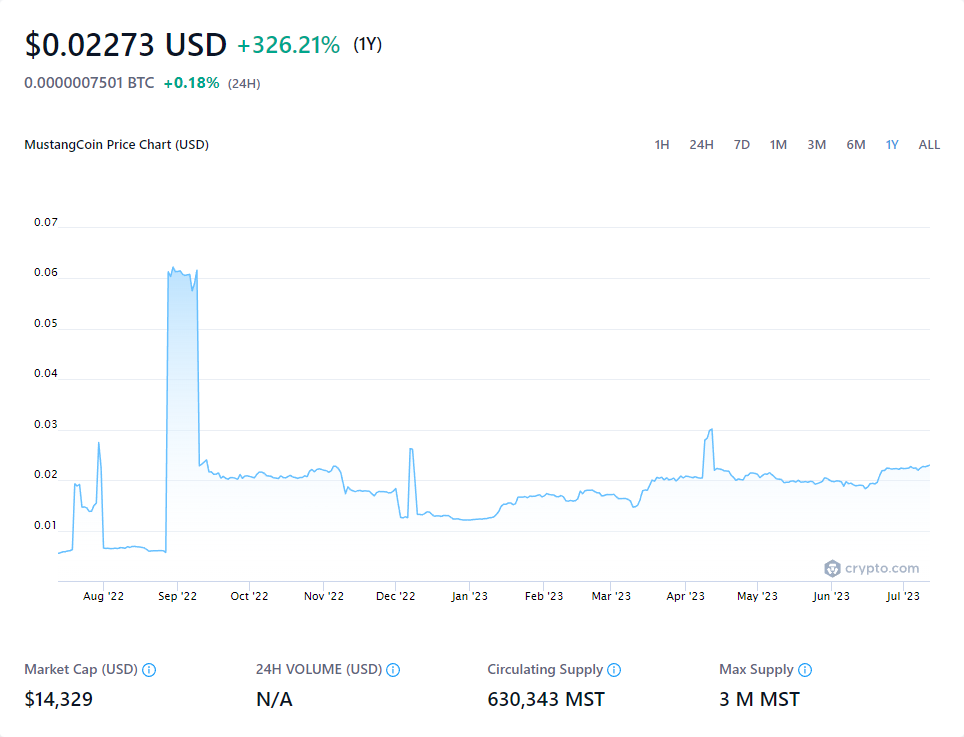 $0.02273 USD +326.21% (1Y)
0.0000007501 BTC +0.18% (24H)
MustangCoin Price Chart (USD)
1H 24H 7D 1M 3M 6M 1Y ALL
0.07
0.06
0.05
0.04
0.03
0.02
0.01
crypto.com
Aug '22 Sep '22 Oct '22 Nov '22 Dec '22 Jan '23 Feb '23 Mar '23 Apr '23 May '23 Jun '23 Jul '23
Market Cap (USD) 24H VOLUME (USD) Circulating Supply Max Supply
$14,329 N/A 630,343 MST 3 M MST